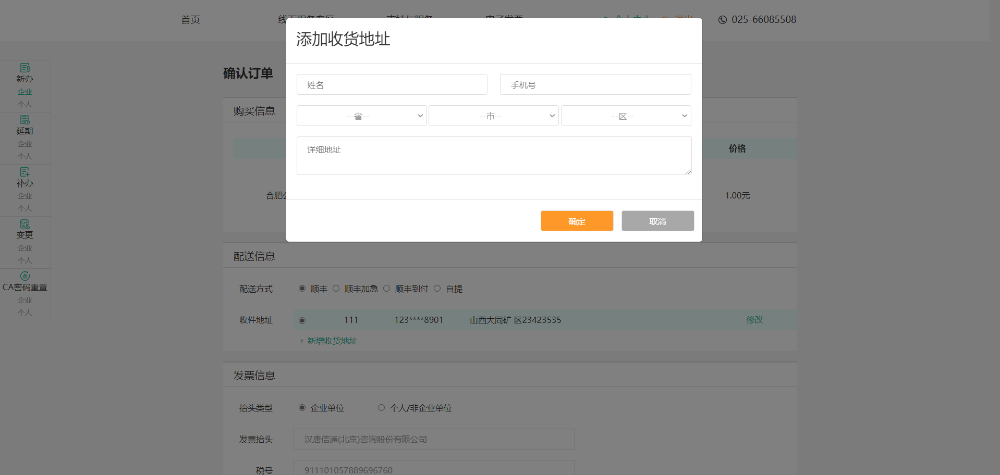 首页
025-66085508
添加收货地址
姓名 手机号
--省-- --市-- --区--
详细地址
确定 取消
新办
企业
个人
延期
企业
个人
补办
企业
个人
变更
企业
个人
CA密码重置
企业
个人
确认订单
购买信息
价格
合肥
1.00元
配送信息
配送方式 顺丰 顺丰加急 顺丰到付 自提
收件地址 111 123****8901 山西大同矿 区23423535 修改
+ 新增收货地址
发票信息
抬头类型 企业单位 个人/非企业单位
发票抬头 汉唐信通(北京)咨询股份有限公司
税号 911101057889696760